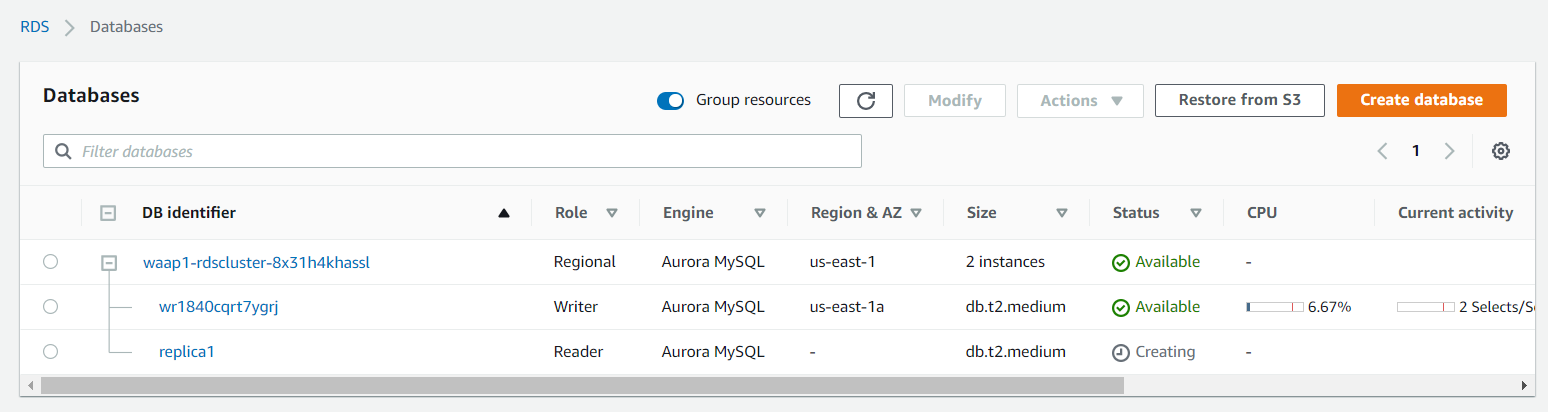 RDS > Databases
Databases Group resources Modify Actions Restore from S3 Create database
Filter databases 1
DB identifier Role Engine Region & AZ Size Status CPU Current activity
waap1-rdscluster-8x31h4khassl Regional Aurora MySQL us-east-1 2 instances Available -
wr1840cqrt7ygrj Writer Aurora MySQL us-east-1a db.t2.medium Available 6.67% 2 Selects/Se
replica1 Reader Aurora MySQL - db.t2.medium Creating -